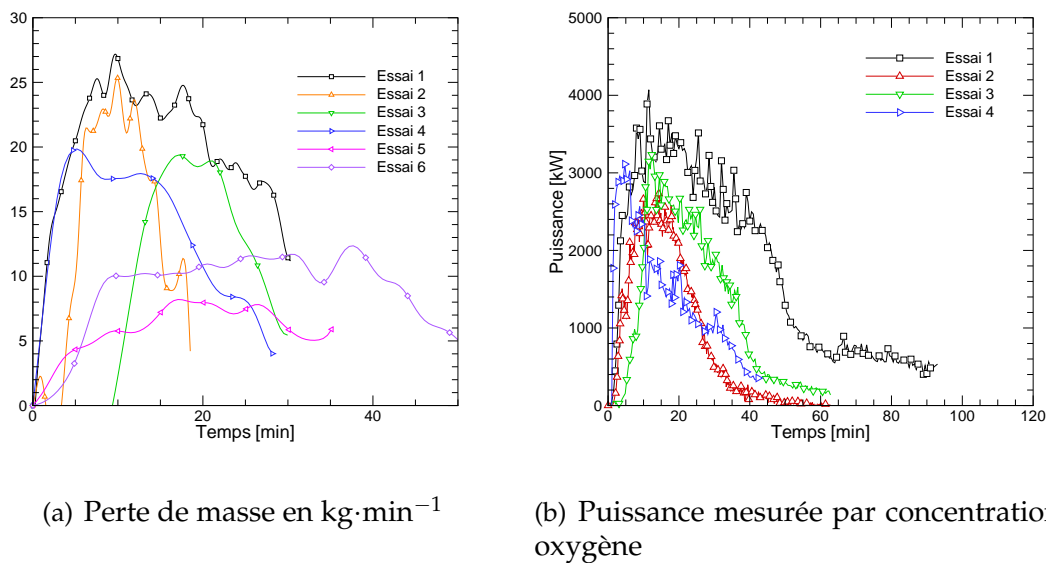 30
25
20
15
10
5
0
0 20 40
Temps [min]
Essai 1
Essai 2
Essai 3
Essai 4
Essai 5
Essai 6
(a) Perte de masse en kg·min−1
Puissance [kW]
5000
4000
3000
2000
1000
0
0 20 40 60 80 100 120
Temps [min]
Essai 1
Essai 2
Essai 3
Essai 4
(b) Puissance mesurée par concentration
oxygène